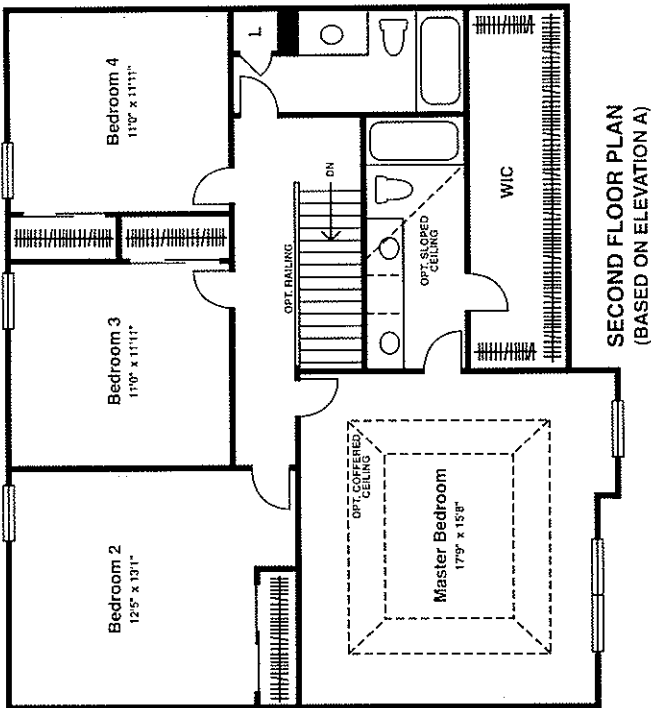 Bedroom 2
12'5" x 13'1"
Bedroom 3
11'0" x 11'11"
Bedroom 4
11'0" x 11'11"
L
OPT. RAILING
DN
OPT. COFFERED
CEILING
Master Bedroom
17'9" x 15'8"
OPT. SLOPED
CEILING
WIC
SECOND FLOOR PLAN
(BASED ON ELEVATION A)